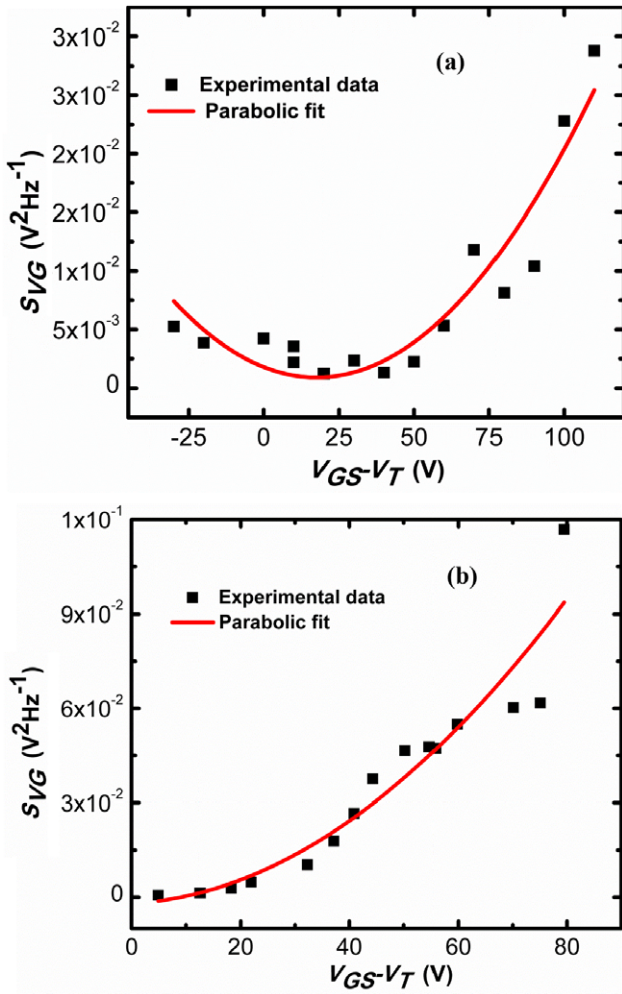 3x10⁻²
(a)
Experimental data
3x10⁻²
Parabolic fit
2x10⁻²
2x10⁻²
1x10⁻²
5x10⁻³
0
S_VG (V²Hz⁻¹)
-25 0 25 50 75 100
V_GS-V_T (V)
1x10⁻¹
(b)
Experimental data
Parabolic fit
9x10⁻²
6x10⁻²
3x10⁻²
0
S_VG (V²Hz⁻¹)
0 20 40 60 80
V_GS-V_T (V)